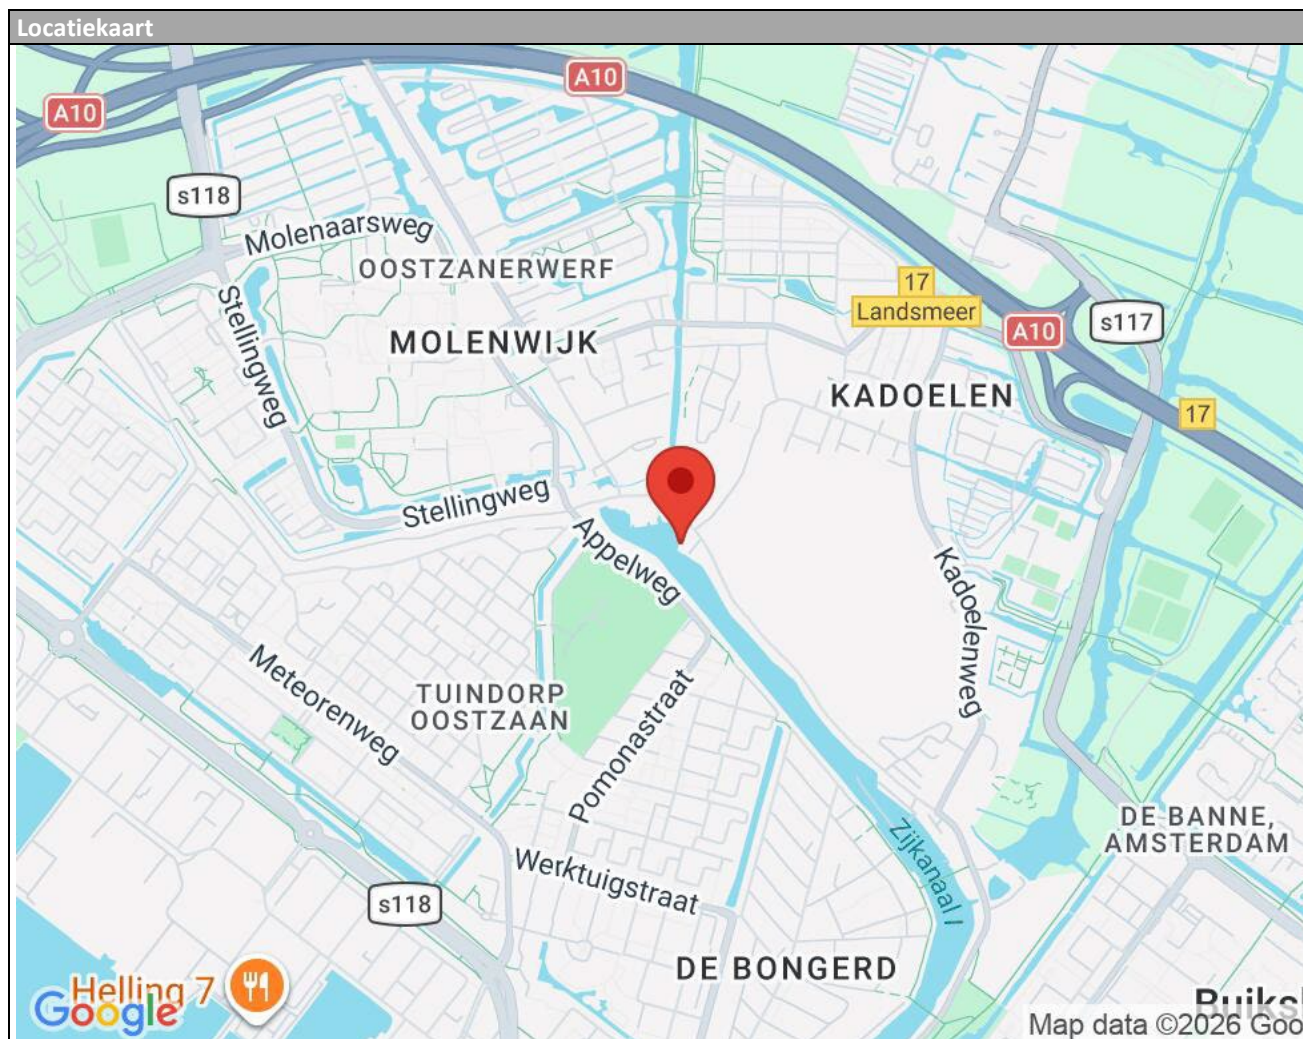 Locatiekaart
A10
A10
s118
Molenaarsweg
OOSTZANERWERF
17
Landsmeer
A10
s117
Stellingweg
MOLENWIJK
KADOELEN
17
Stellingweg
Appelweg
Kadoelenweg
Meteorenweg
TUINDORP
OOSTZAAN
Pomonastraat
DE BANNE,
AMSTERDAM
Zijkanaal I
Werktuigstraat
s118
DE BONGERD
Helling 7
Google
Map data ©2026 Goo